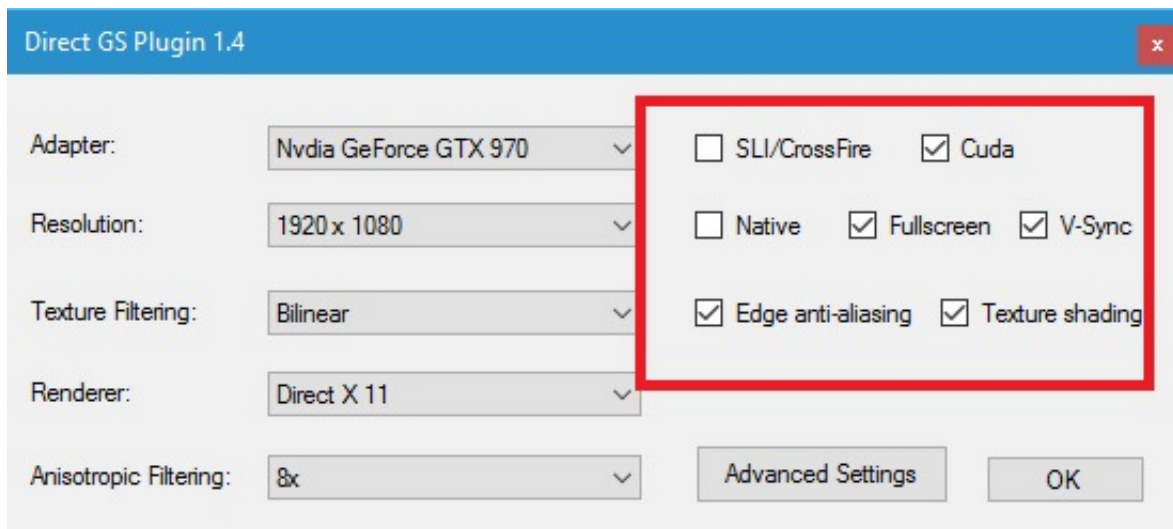 Direct GS Plugin 1.4
x
Adapter: Nvdia GeForce GTX 970 SLI/CrossFire Cuda
Resolution: 1920 x 1080 Native Fullscreen V-Sync
Texture Filtering: Bilinear Edge anti-aliasing Texture shading
Renderer: Direct X 11
Anisotropic Filtering: 8x Advanced Settings OK